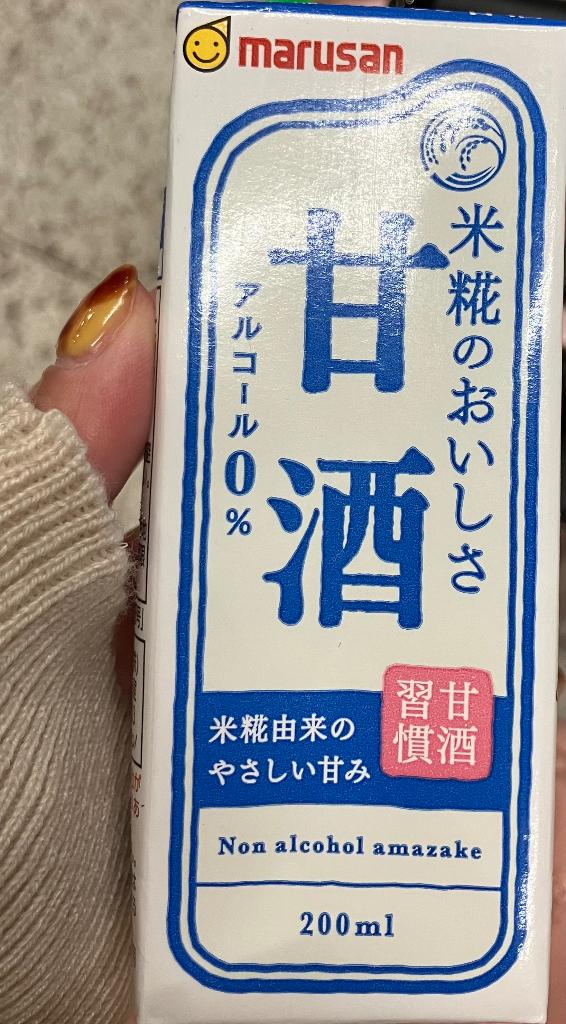 marusan
米糀のおいしさ
甘酒
アルコール0%
甘酒
習慣
米糀由来の
やさしい甘み
Non alcohol amazake
200ml